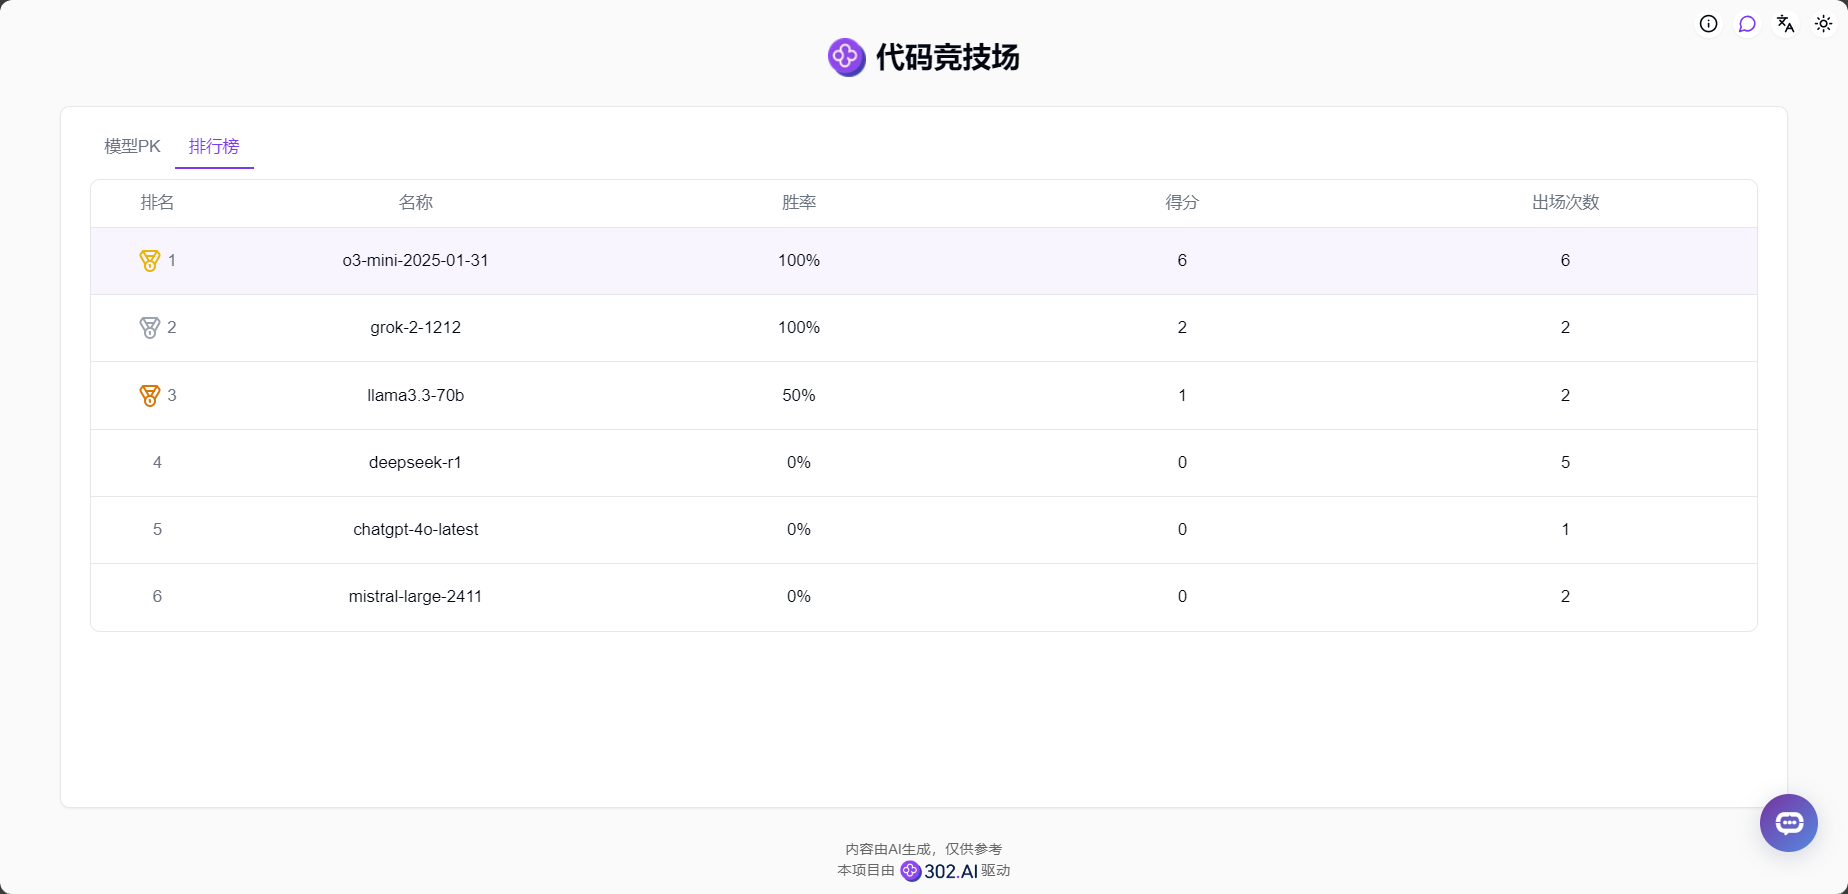 代码竞技场
模型PK 排行榜
排名 名称 胜率 得分 出场次数
1 o3-mini-2025-01-31 100% 6 6
2 grok-2-1212 100% 2 2
3 llama3.3-70b 50% 1 2
4 deepseek-r1 0% 0 5
5 chatgpt-4o-latest 0% 0 1
6 mistral-large-2411 0% 0 2
内容由AI生成，仅供参考
本项目由 302.AI 驱动